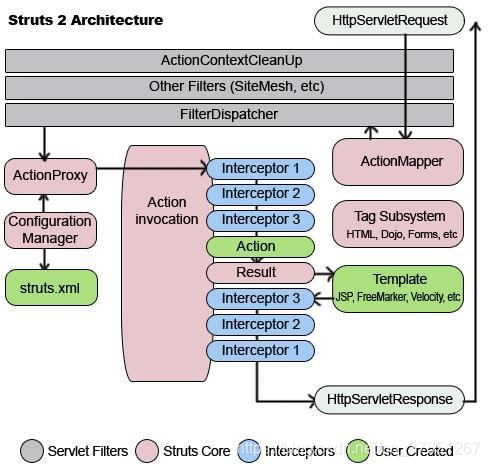 Struts 2 Architecture
HttpServletRequest
ActionContextCleanUp
Other Filters (SiteMesh, etc)
FilterDispatcher
ActionProxy
ActionMapper
Configuration
Manager
struts.xml
Action
invocation
Interceptor 1
Interceptor 2
Interceptor 3
Action
Result
Interceptor 3
Interceptor 2
Interceptor 1
Tag Subsystem
HTML, Dojo, Forms, etc
Template
JSP, FreeMarker, Velocity, etc
HttpServletResponse
Servlet Filters
Struts Core
Interceptors
User Created